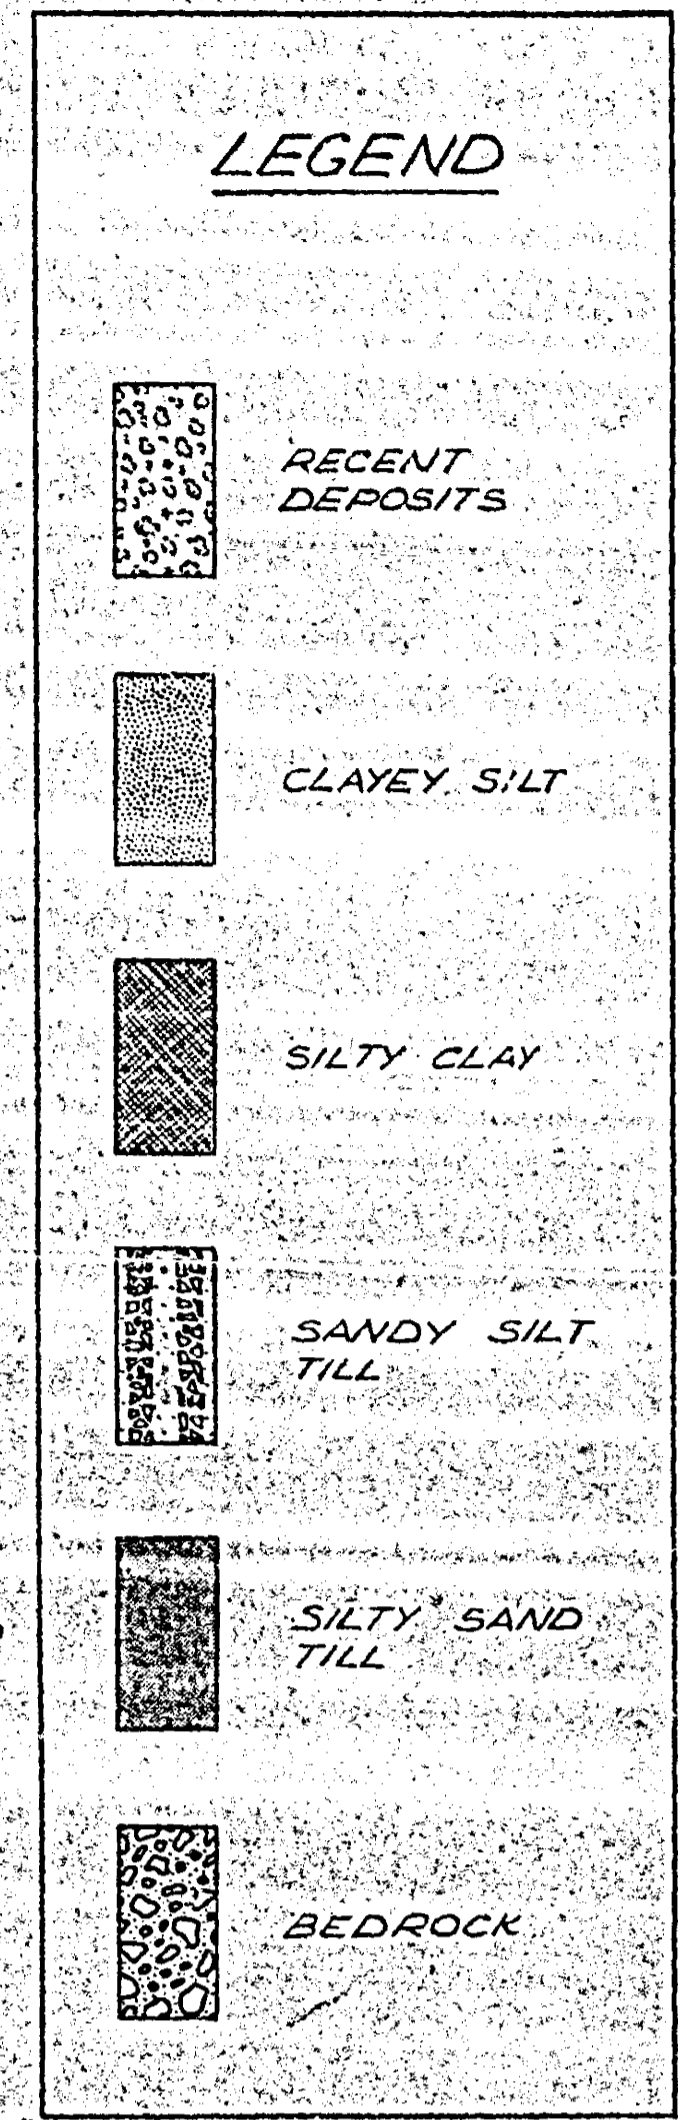 LEGEND
RECENT
DEPOSITS
CLAYEY SILT
SILTY CLAY
SANDY SILT
TILL
SILTY SAND
TILL
BEDROCK